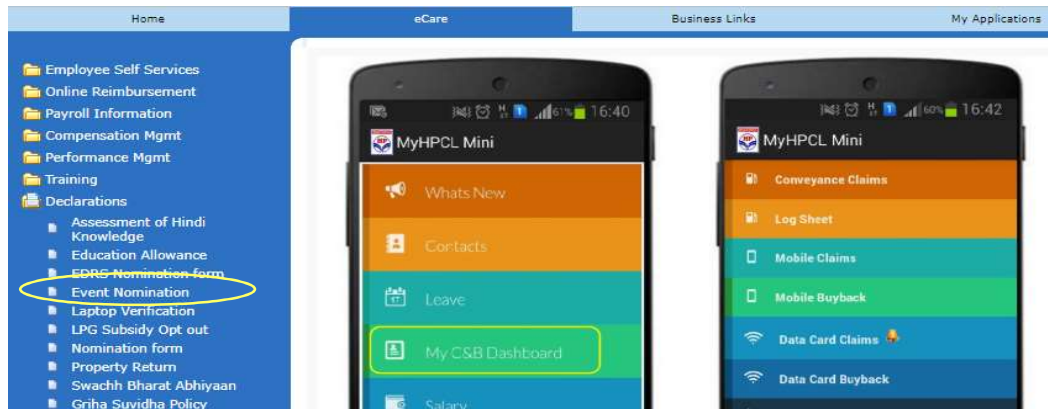 Home
eCare
Business Links
My Applications
Employee Self Services
Online Reimbursement
Payroll Information
Compensation Mgmt
Performance Mgmt
Training
Declarations
Assessment of Hindi
Knowledge
Education Allowance
EDRS Nomination form
Event Nomination
Laptop Verification
LPG Subsidy Opt out
Nomination form
Property Return
Swachh Bharat Abhiyaan
Griha Suvidha Policy
61% 16:40
MyHPCL Mini
Whats New
Contacts
17 Leave
My C&B Dashboard
Salary
60% 16:42
MyHPCL Mini
Conveyance Claims
Log Sheet
Mobile Claims
Mobile Buyback
Data Card Claims
Data Card Buyback